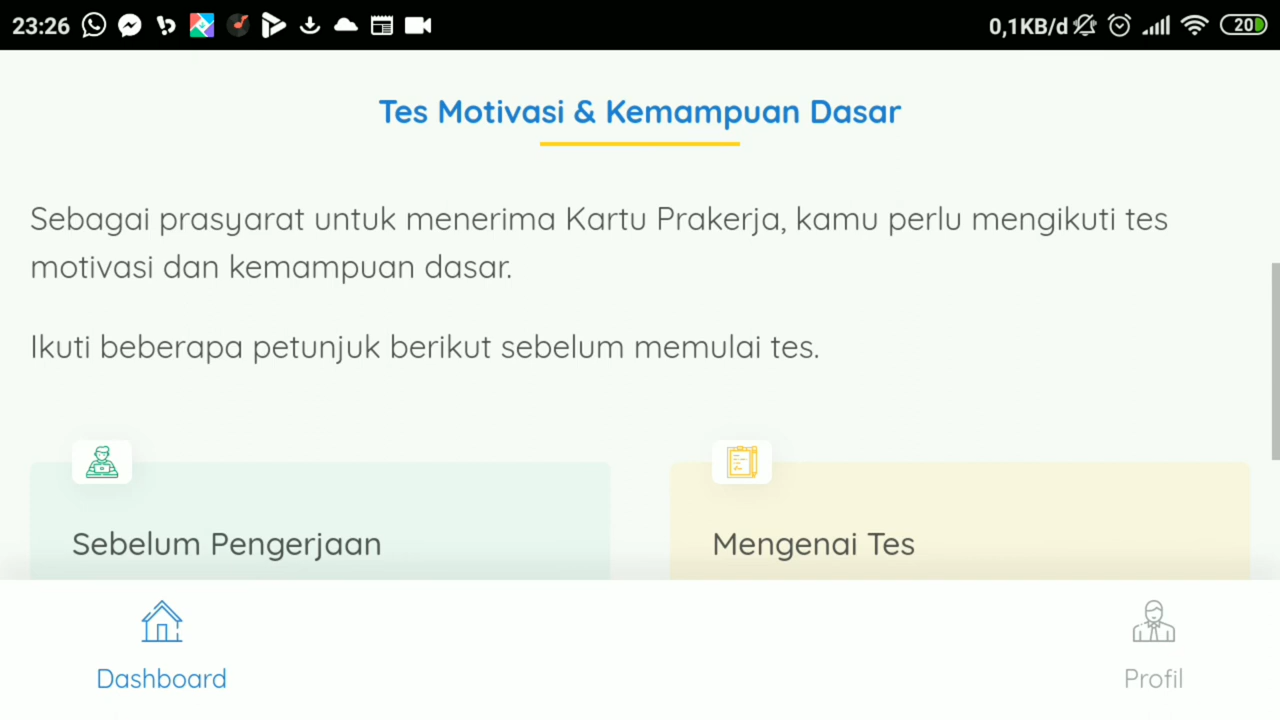 23:26
0,1KB/d
20
Tes Motivasi & Kemampuan Dasar
Sebagai prasyarat untuk menerima Kartu Prakerja, kamu perlu mengikuti tes
motivasi dan kemampuan dasar.
Ikuti beberapa petunjuk berikut sebelum memulai tes.
Sebelum Pengerjaan
Mengenai Tes
Dashboard
Profil